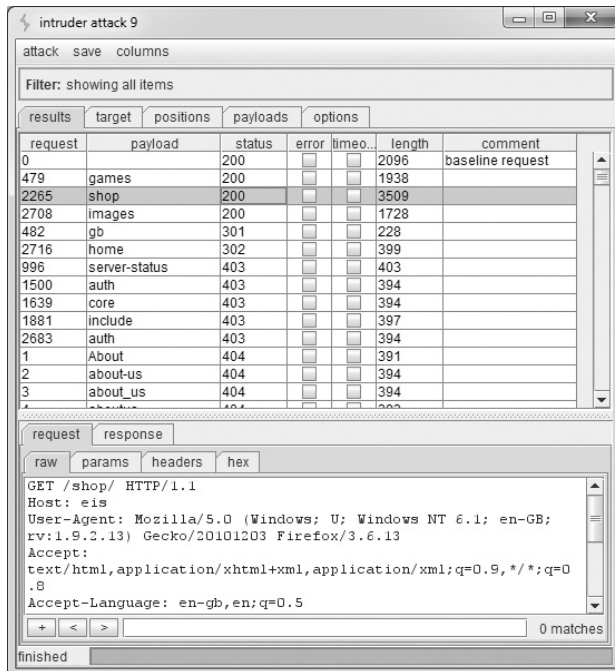 intruder attack 9
attack save columns
Filter: showing all items
results target positions payloads options
request payload status error timeo... length comment
0 200 2096 baseline request
479 games 200 1938
2265 shop 200 3509
2708 images 200 1728
482 gb 301 228
2716 home 302 399
996 server-status 403 403
1500 auth 403 394
1639 core 403 394
1881 include 403 397
2683 auth 403 394
1 About 404 391
2 about-us 404 394
3 about_us 404 394
request response
raw params headers hex
GET /shop/ HTTP/1.1
Host: eis
User-Agent: Mozilla/5.0 (Windows; U; Windows NT 6.1; en-GB;
rv:1.9.2.13) Gecko/20101203 Firefox/3.6.13
Accept:
text/html,application/xhtml+xml,application/xml;q=0.9,*/*;q=0
.8
Accept-Language: en-gb,en;q=0.5
+ < > 0 matches
finished